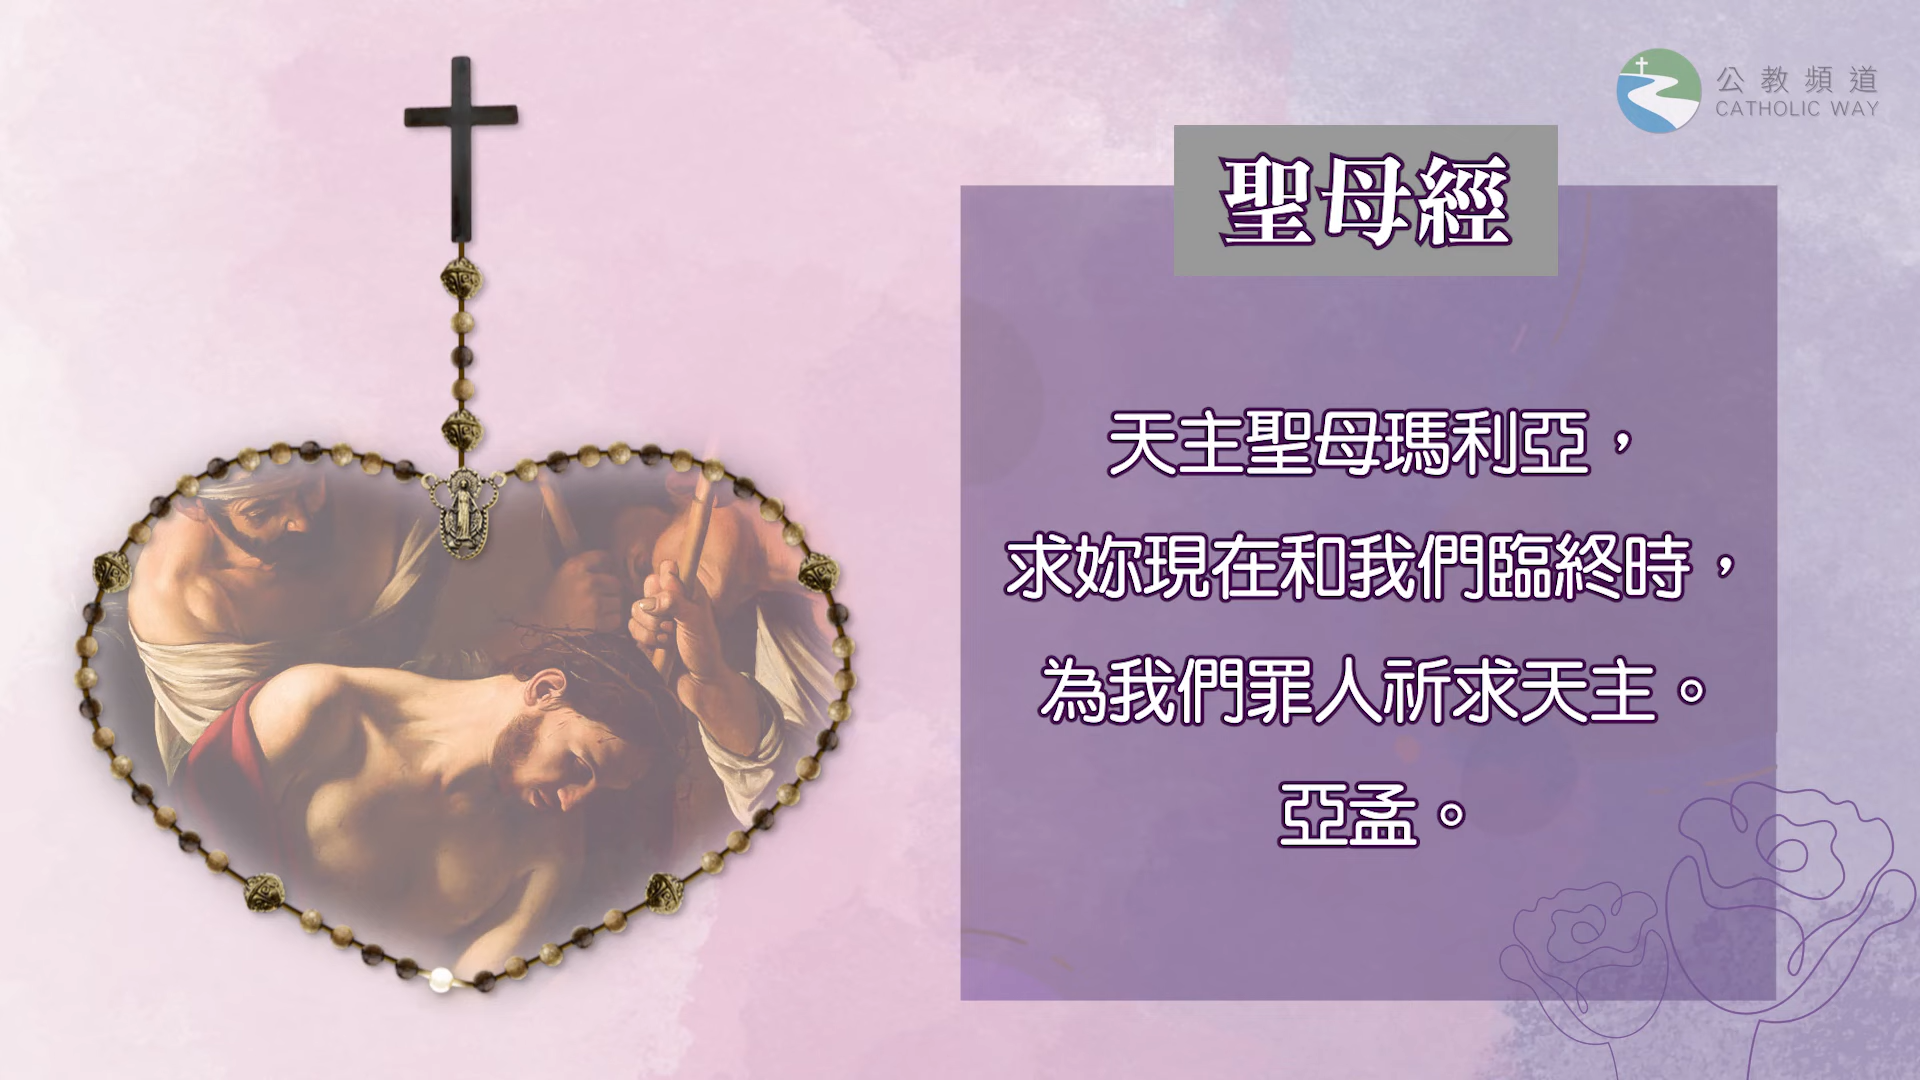 公教頻道
CATHOLIC WAY
聖母經
天主聖母瑪利亞，
求妳現在和我們臨終時，
為我們罪人祈求天主。
亞孟。